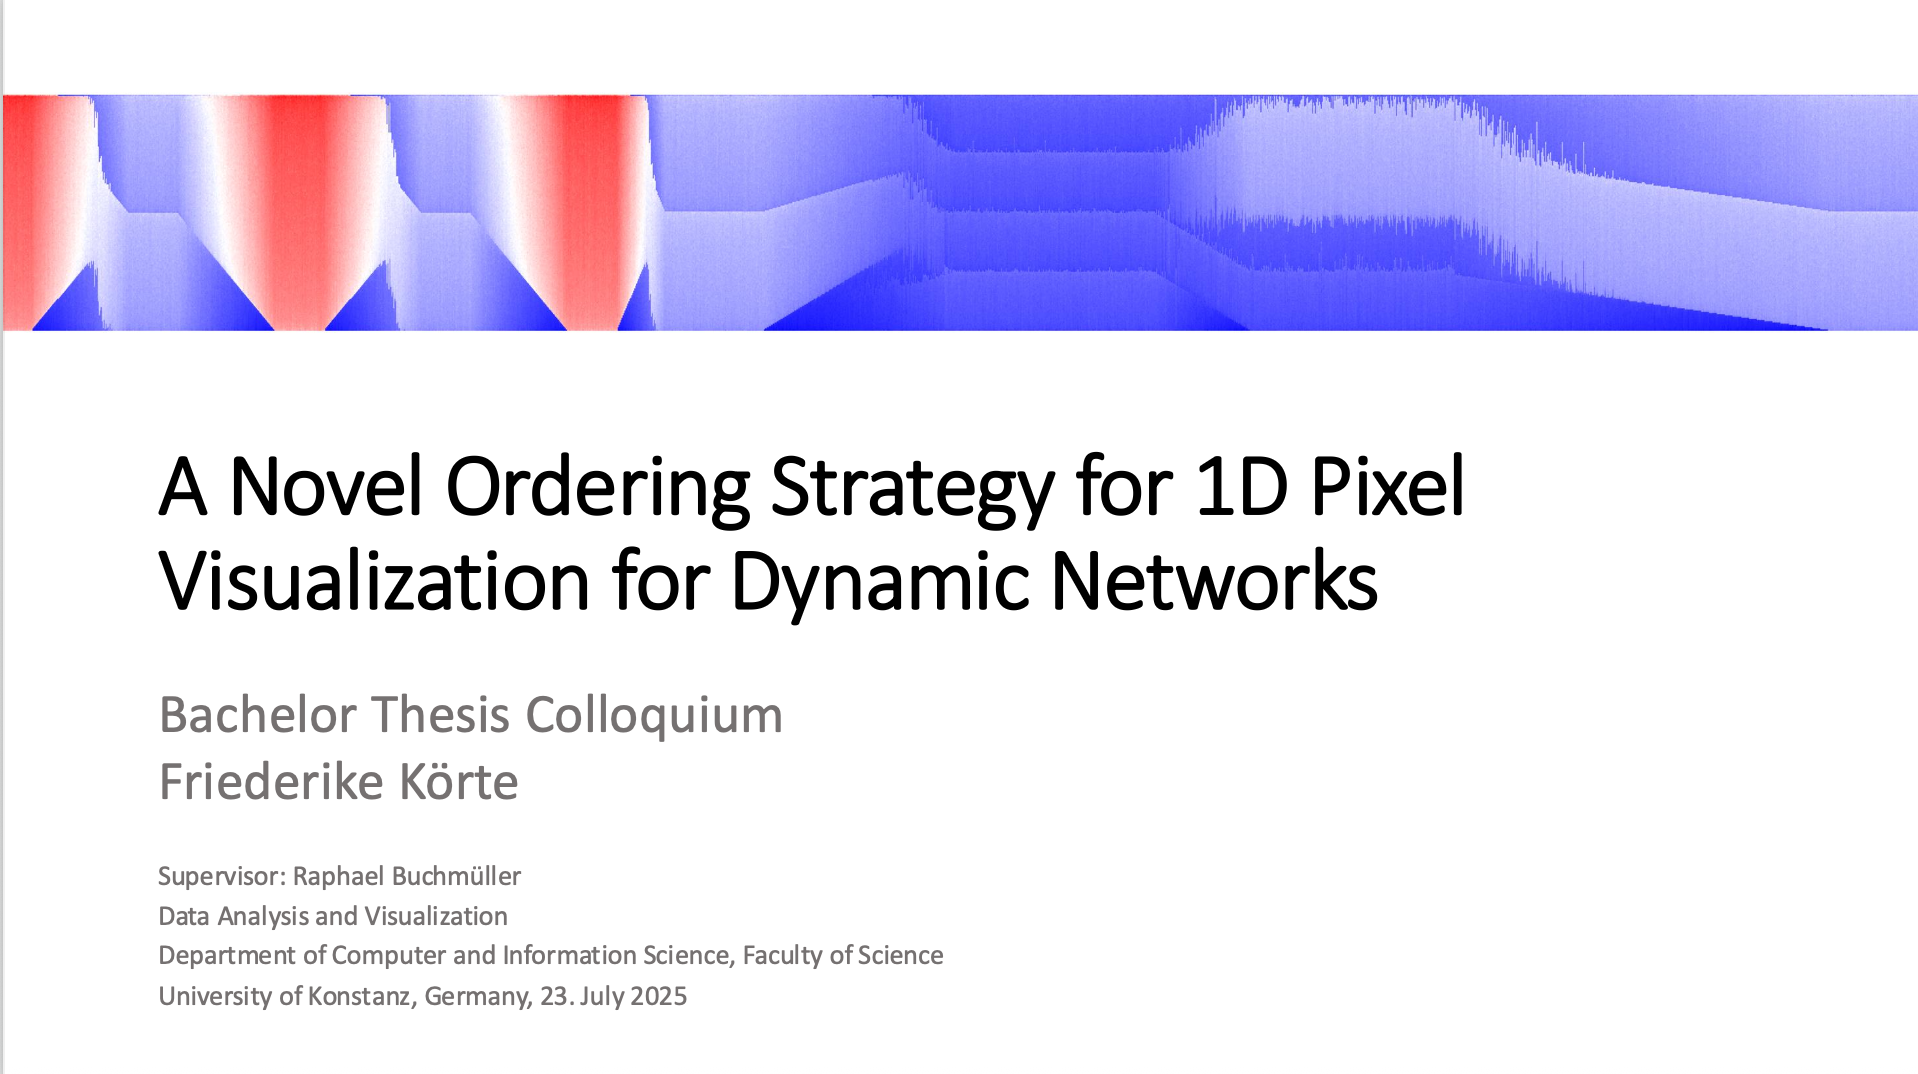 A Novel Ordering Strategy for 1D Pixel
Visualization for Dynamic Networks
Bachelor Thesis Colloquium
Friederike Körte
Supervisor: Raphael Buchmüller
Data Analysis and Visualization
Department of Computer and Information Science, Faculty of Science
University of Konstanz, Germany, 23. July 2025